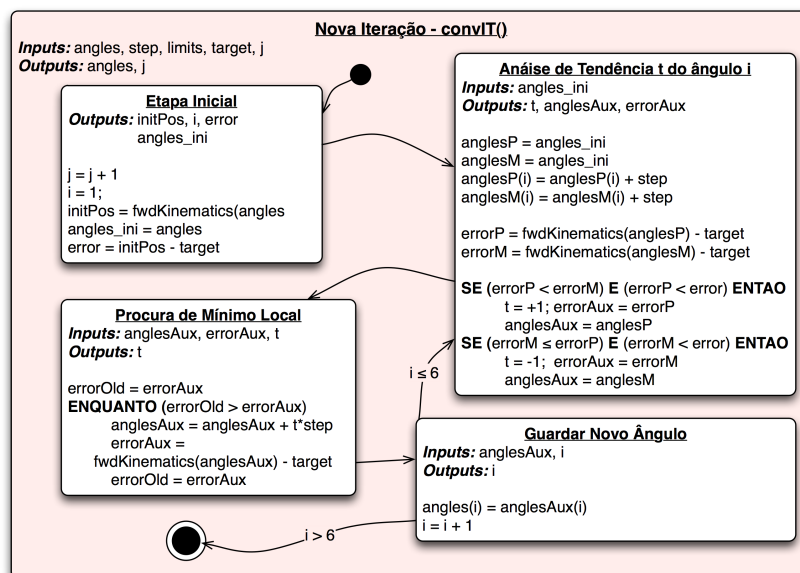 Nova Iteração - convIT()
Inputs: angles, step, limits, target, j
Outputs: angles, j
Etapa Inicial
Outputs: initPos, i, error
angles_ini
j = j + 1
i = 1;
initPos = fwdKinematics(angles
angles_ini = angles
error = initPos - target
Anáise de Tendência t do ângulo i
Inputs: angles_ini
Outputs: t, anglesAux, errorAux
anglesP = angles_ini
anglesM = angles_ini
anglesP(i) = anglesP(i) + step
anglesM(i) = anglesM(i) + step
errorP = fwdKinematics(anglesP) - target
errorM = fwdKinematics(anglesM) - target
SE (errorP < errorM) E (errorP < error) ENTAO
t = +1; errorAux = errorP
anglesAux = anglesP
SE (errorM ≤ errorP) E (errorM < error) ENTAO
t = -1; errorAux = errorM
anglesAux = anglesM
Procura de Mínimo Local
Inputs: anglesAux, errorAux, t
Outputs: t
errorOld = errorAux
ENQUANTO (errorOld > errorAux)
anglesAux = anglesAux + t*step
errorAux =
fwdKinematics(anglesAux) - target
errorOld = errorAux
i ≤ 6
Guardar Novo Ângulo
Inputs: anglesAux, i
Outputs: i
angles(i) = anglesAux(i)
i = i + 1
i > 6